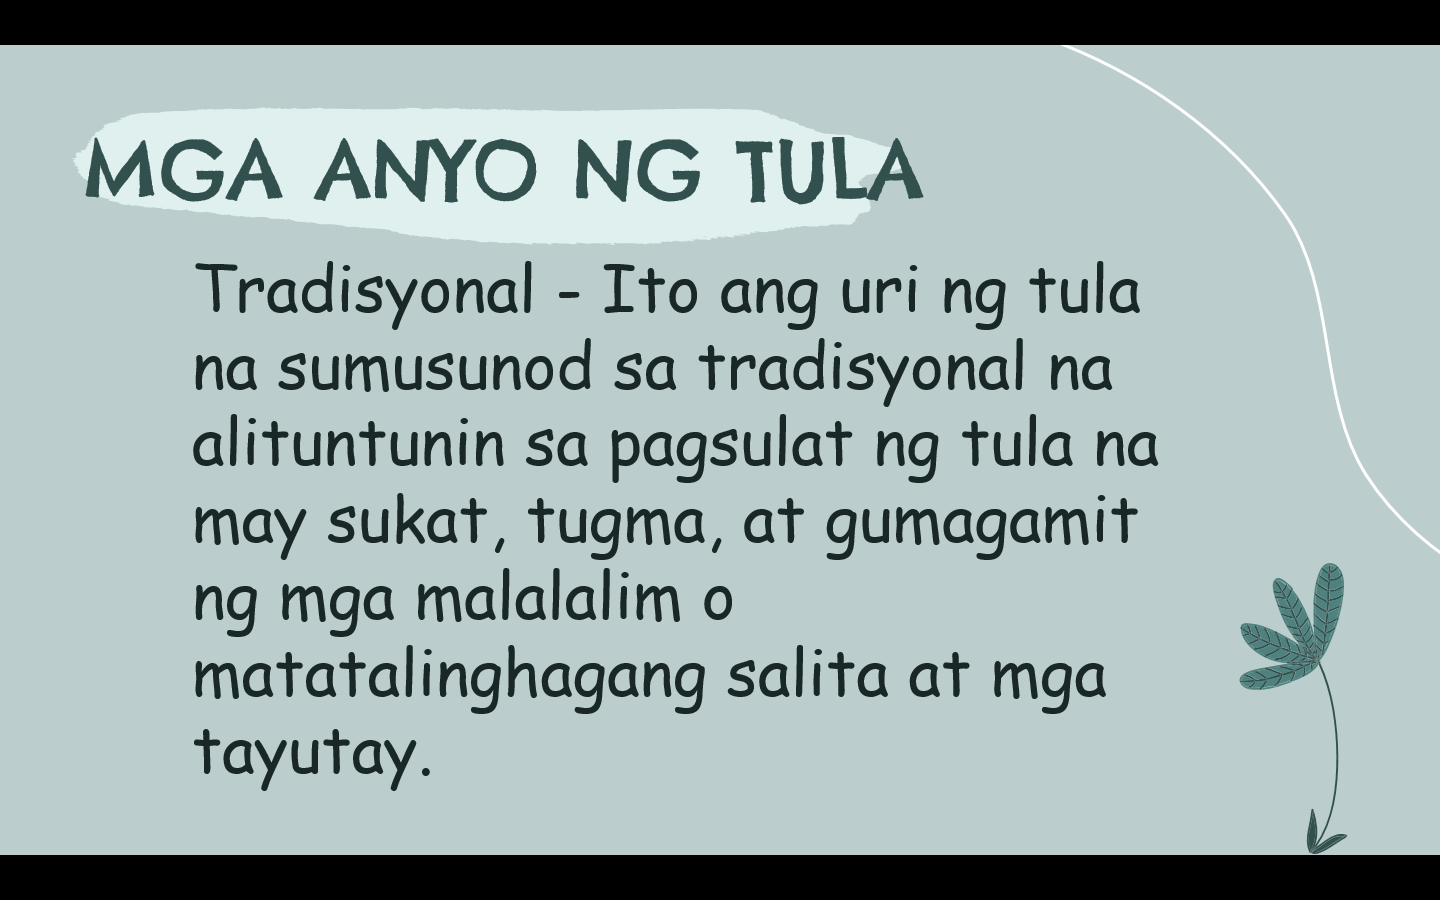 MGA ANYO NG TULA
Tradisyonal - Ito ang uri ng tula
na sumusunod sa tradisyonal na
alituntunin sa pagsulat ng tula na
may sukat, tugma, at gumagamit
ng mga malalalim o
matatalinghagang salita at mga
tayutay.